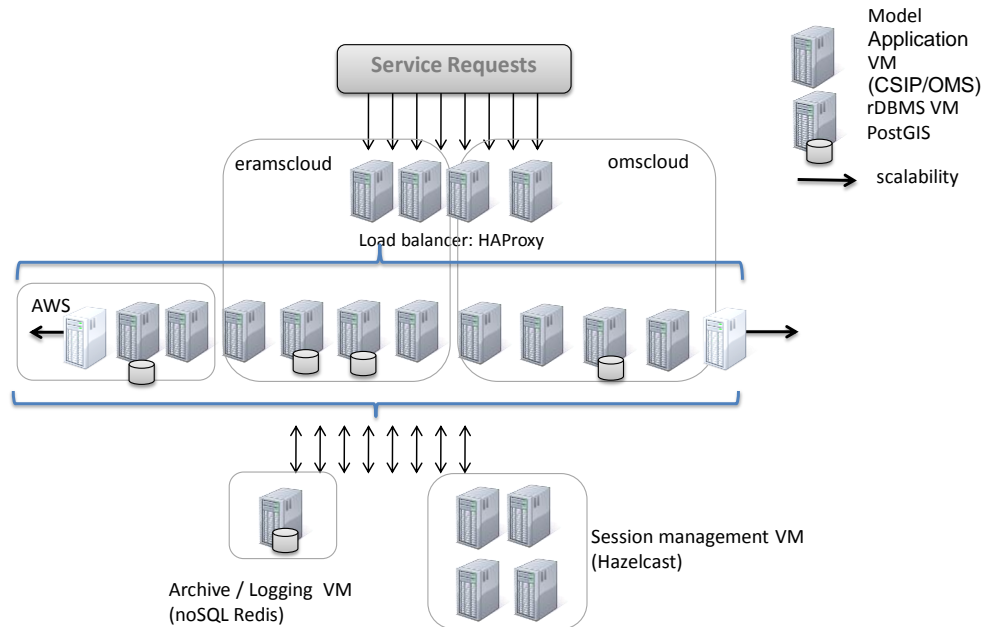 Service Requests
Model
Application
VM
(CSIP/OMS)
rDBMS VM
PostGIS
scalability
eramscloud
omscloud
Load balancer: HAProxy
AWS
Session management VM
(Hazelcast)
Archive / Logging VM
(noSQL Redis)